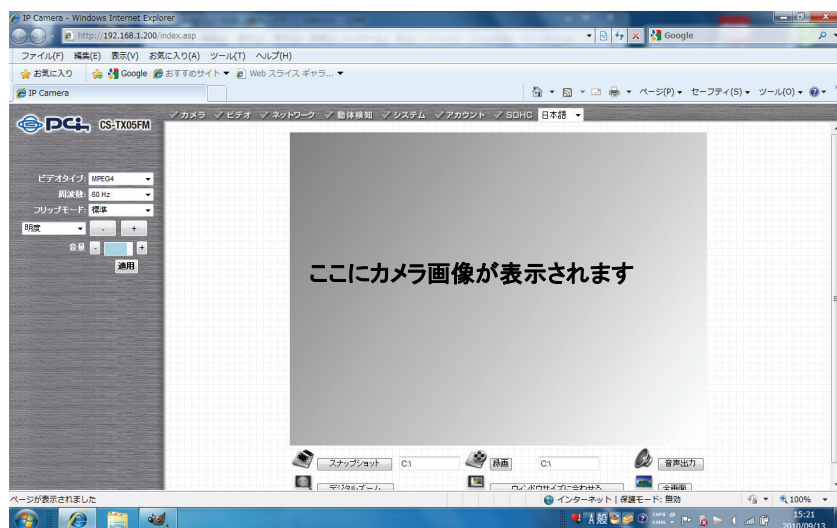 IP Camera - Windows Internet Explorer
http://192.168.1.200/index.asp
Google
ファイル(F) 編集(E) 表示(V) お気に入り(A) ツール(T) ヘルプ(H)
お気に入り Google おすすめサイト ▼ Web スライス ギャラ... ▼
IP Camera ページ(P) ▼ セーフティ(S) ▼ ツール(O) ▼
PCi CS-TX05FM
カメラ ビデオ ネットワーク 動体検知 システム アカウント SDHC 日本語
ビデオタイプ: MPEG4
周波数: 60 Hz
フリップモード: 標準
明度 - +
音量 - +
適用
ここにカメラ画像が表示されます
スナップショット C:\ 録画 C:\ 音声出力
デジタルズーム ウィンドウサイズに合わせる 全画面
ページが表示されました インターネット | 保護モード: 無効 100%
A 般 CAPS KANA 15:21
2010/09/13